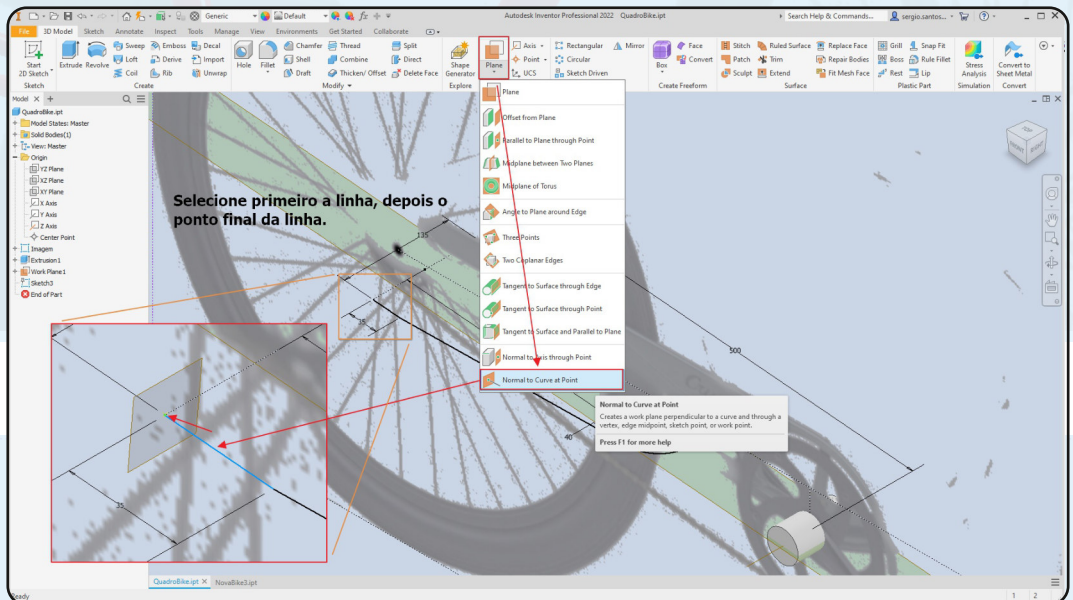 Generic
Default
Autodesk Inventor Professional 2022 QuadroBike.ipt
Search Help & Commands...
sergio.santos...
File 3D Model Sketch Annotate Inspect Tools Manage View Environments Get Started Collaborate
Start
2D Sketch
Extrude Revolve
Sweep Emboss Decal
Loft Derive Import
Coil Rib Unwrap
Hole Fillet
Chamfer Thread Split
Shell Combine Direct
Draft Thicken/ Offset Delete Face
Shape
Generator
Plane
Axis
Point
UCS
Rectangular Mirror
Circular
Sketch Driven
Box
Face
Convert
Stitch Ruled Surface Replace Face
Patch Trim Repair Bodies
Sculpt Extend Fit Mesh Face
Grill Snap Fit
Boss Rule Fillet
Rest Lip
Stress
Analysis
Convert to
Sheet Metal
Sketch Create Modify Explore Create Freeform Surface Plastic Part Simulation Convert
Model
QuadroBike.ipt
Model States: Master
Solid Bodies(1)
View: Master
Origin
YZ Plane
XZ Plane
XY Plane
X Axis
Y Axis
Z Axis
Center Point
Imagem
Extrusion1
Work Plane1
Sketch3
End of Part
Selecione primeiro a linha, depois o
ponto final da linha.
Plane
Offset from Plane
Parallel to Plane through Point
Midplane between Two Planes
Midplane of Torus
Angle to Plane around Edge
Three Points
Two Coplanar Edges
Tangent to Surface through Edge
Tangent to Surface through Point
Tangent to Surface and Parallel to Plane
Normal to Axis through Point
Normal to Curve at Point
Normal to Curve at Point
Creates a work plane perpendicular to a curve and through a
vertex, edge midpoint, sketch point, or work point.
Press F1 for more help
TOP
FRONT
RIGHT
135
35
500
40
35
QuadroBike.ipt NovaBike3.ipt
Ready
1 2